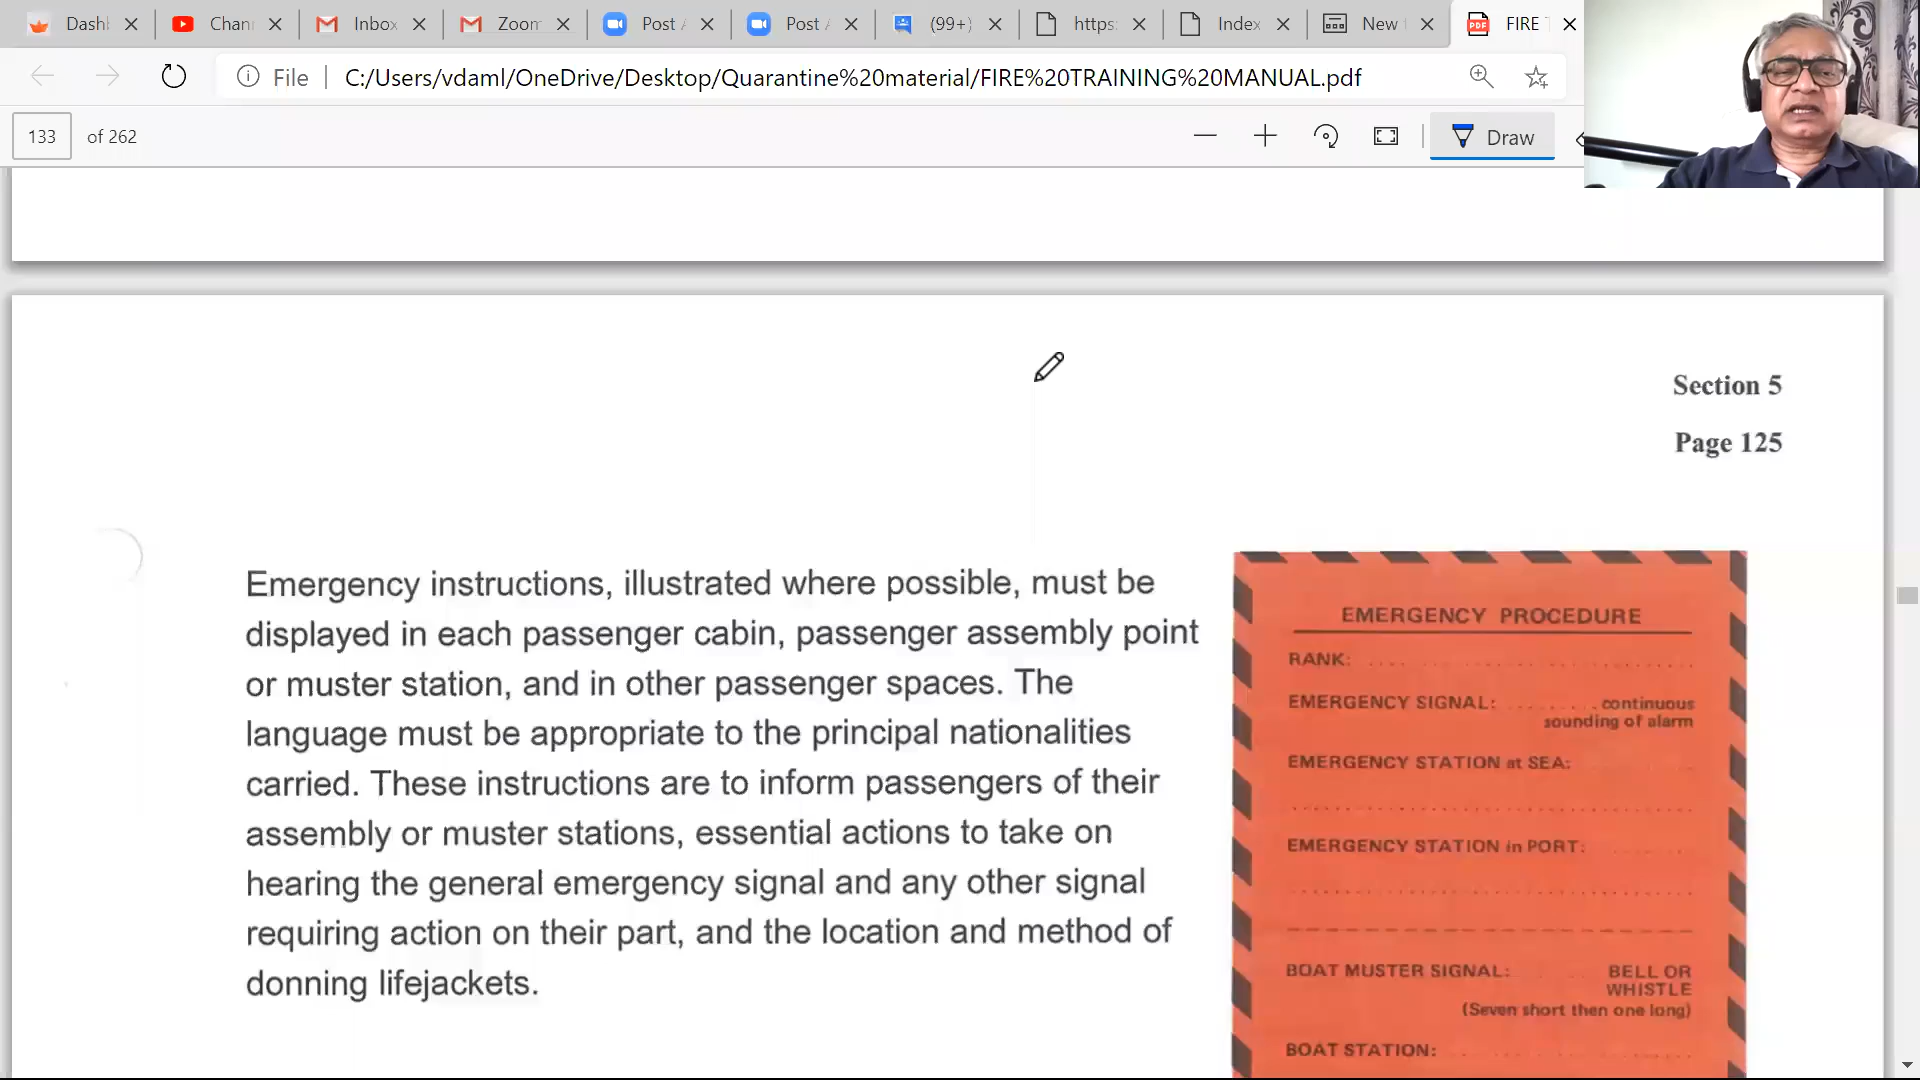 Dash
Chan
Inbox
Zoom
Post A
Post A
(99+)
https:
Index
New
FIRE T
File
C:/Users/vdaml/OneDrive/Desktop/Quarantine%20material/FIRE%20TRAINING%20MANUAL.pdf
133 of 262
Draw
Section 5
Page 125
Emergency instructions, illustrated where possible, must be
displayed in each passenger cabin, passenger assembly point
or muster station, and in other passenger spaces. The
language must be appropriate to the principal nationalities
carried. These instructions are to inform passengers of their
assembly or muster stations, essential actions to take on
hearing the general emergency signal and any other signal
requiring action on their part, and the location and method of
donning lifejackets.
EMERGENCY PROCEDURE
RANK:
EMERGENCY SIGNAL: continuous
sounding of alarm
EMERGENCY STATION at SEA:
EMERGENCY STATION in PORT:
BOAT MUSTER SIGNAL: BELL OR
WHISTLE
(Seven short then one long)
BOAT STATION: